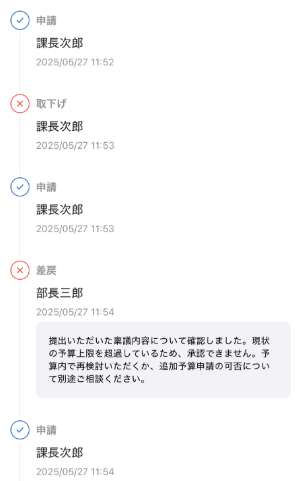 申請
課長次郎
2025/05/27 11:52
取下げ
課長次郎
2025/05/27 11:53
申請
課長次郎
2025/05/27 11:53
差戻
部長三郎
2025/05/27 11:54
提出いただいた稟議内容について確認しました。現状
の予算上限を超過しているため、承認できません。予
算内で再検討いただくか、追加予算申請の可否につい
て別途ご相談ください。
申請
課長次郎
2025/05/27 11:54